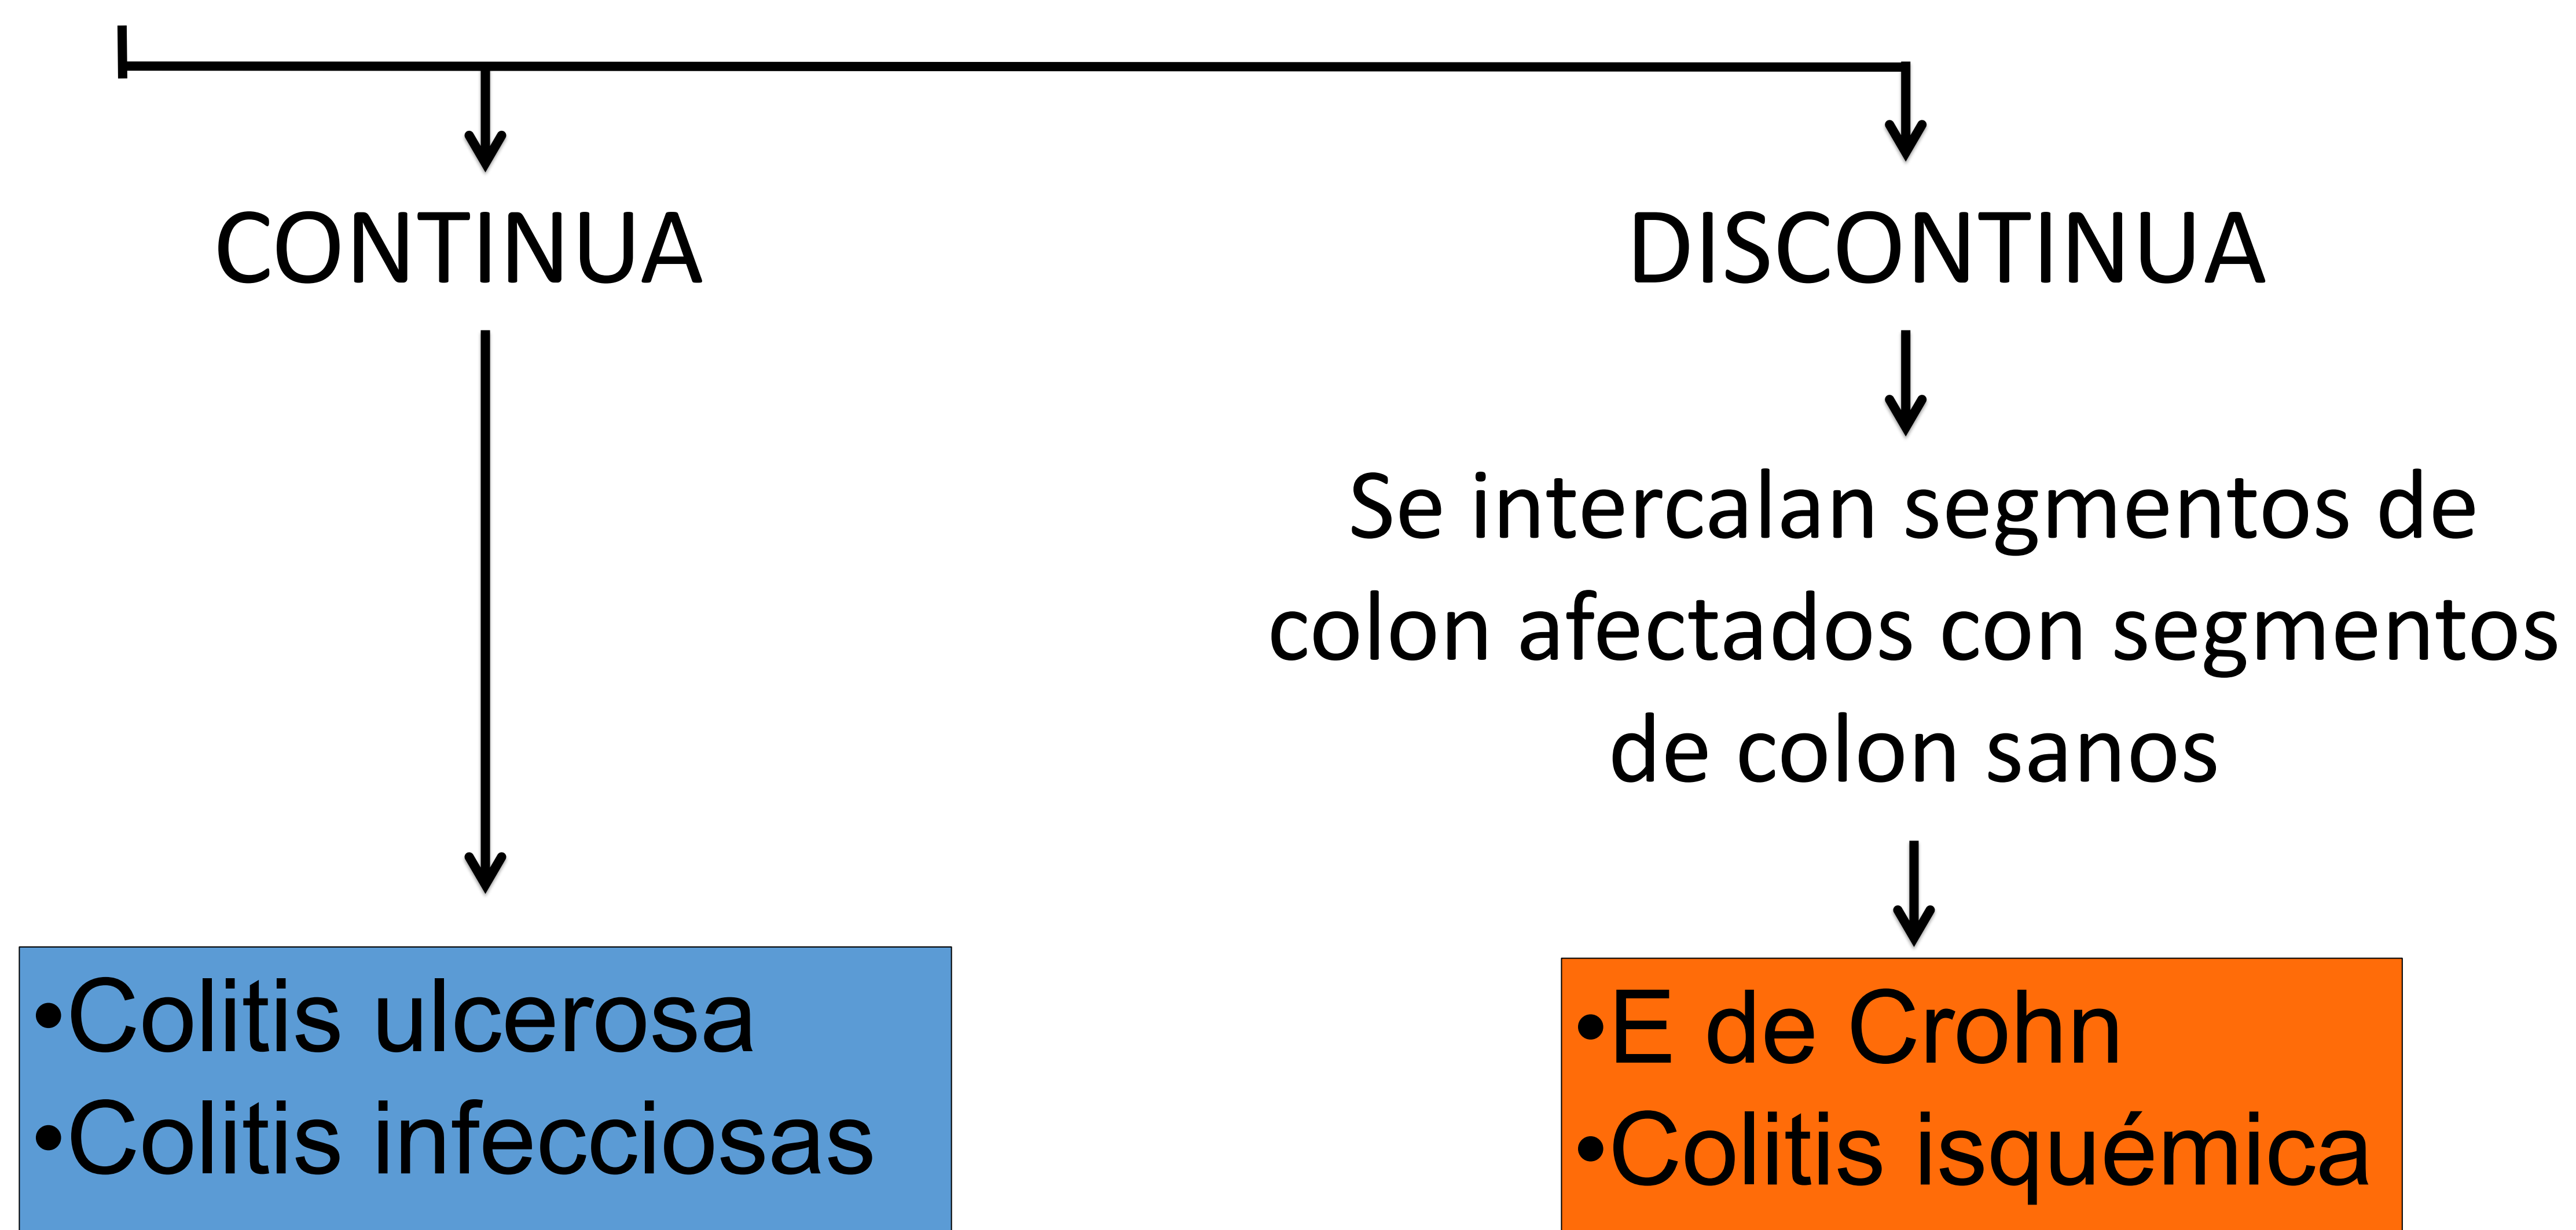 CONTINUA
DISCONTINUA
Se intercalan segmentos de
colon afectados con segmentos
de colon sanos
•Colitis ulcerosa
•Colitis infecciosas
•E de Crohn
•Colitis isquémica